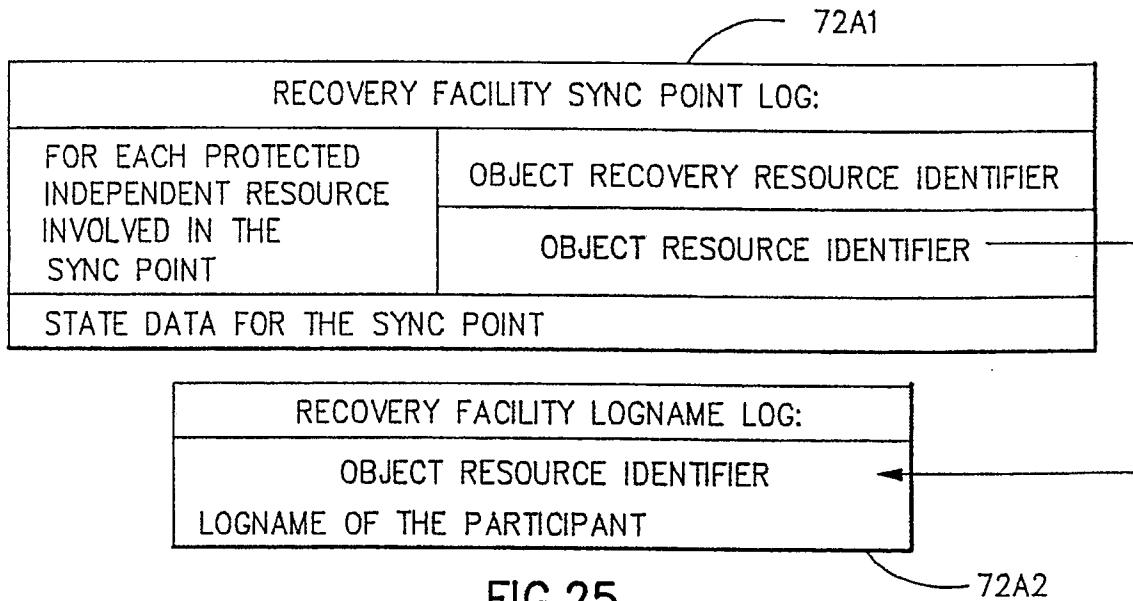 72A1
RECOVERY FACILITY SYNC POINT LOG:
FOR EACH PROTECTED
INDEPENDENT RESOURCE
INVOLVED IN THE
SYNC POINT
OBJECT RECOVERY RESOURCE IDENTIFIER
OBJECT RESOURCE IDENTIFIER
STATE DATA FOR THE SYNC POINT
RECOVERY FACILITY LOGNAME LOG:
OBJECT RESOURCE IDENTIFIER
LOGNAME OF THE PARTICIPANT
72A2
FIG.25